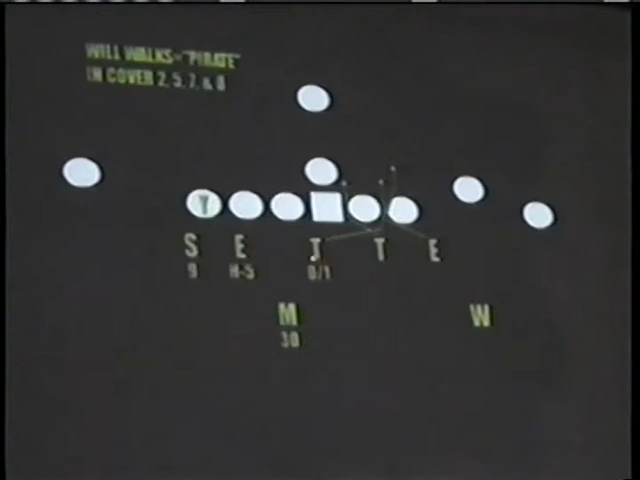 WILL WALKS-"PIRATE"
IN COVER 2, 5, 7, & 8
Y
S E T T E
9 H-5 0/1
M W
30